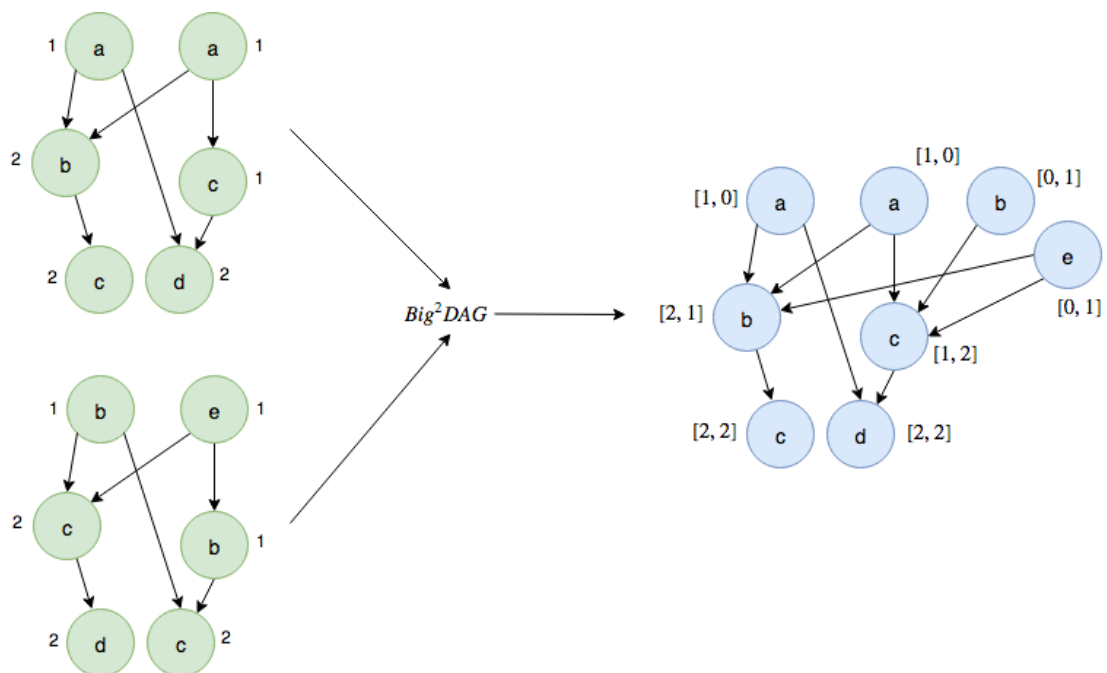 1 a a 1
2 b c 1
2 c d 2
1 b e 1
2 c b 1
2 d c 2
Big²DAG
[1, 0] a [1, 0] a [0, 1] b
e [0, 1]
[2, 1] b c [1, 2]
[2, 2] c d [2, 2]